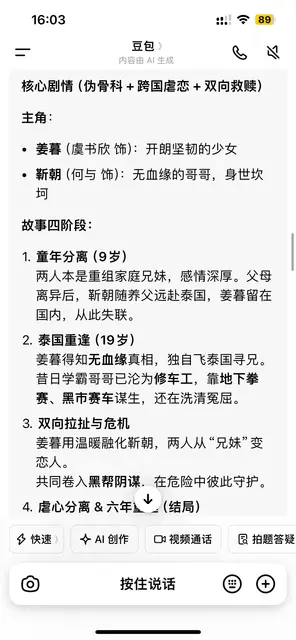 16:03
89
豆包
内容由 AI 生成
核心剧情 (伪骨科 + 跨国虐恋 + 双向救赎)
主角：
• 姜暮 (虞书欣 饰)：开朗坚韧的少女
• 靳朝 (何与 饰)：无血缘的哥哥，身世坎
坷
故事四阶段：
1. 童年分离 (9岁)
两人本是重组家庭兄妹，感情深厚。父母
离异后，靳朝随养父远赴泰国，姜暮留在
国内，从此失联。
2. 泰国重逢 (19岁)
姜暮得知无血缘真相，独自飞泰国寻兄。
昔日学霸哥哥已沦为修车工，靠地下拳
赛、黑市赛车谋生，还在洗清冤屈。
3. 双向拉扯与危机
姜暮用温暖融化靳朝，两人从“兄妹”变
恋人。
共同卷入黑帮阴谋，在危险中彼此守护。
4. 虐心分离 & 六年重 (结局)
快速
AI 创作
视频通话
拍题答疑
按住说话